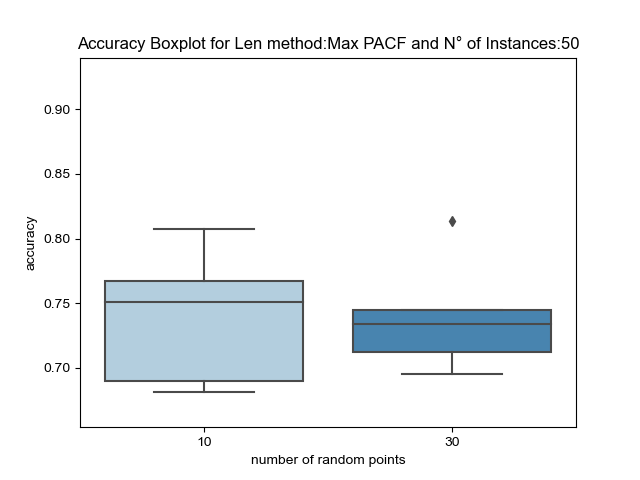 Accuracy Boxplot for Len method:Max PACF and N° of Instances:50
0.90
0.85
0.80
0.75
0.70
accuracy
10
30
number of random points